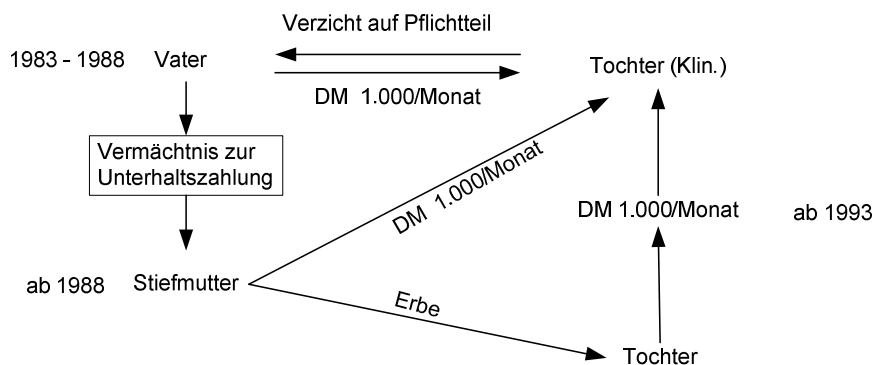 Verzicht auf Pflichtteil
1983 - 1988 Vater
Tochter (Klin.)
DM 1.000/Monat
Vermächtnis zur
Unterhaltszahlung
DM 1.000/Monat
DM 1.000/Monat ab 1993
ab 1988 Stiefmutter
Erbe
Tochter